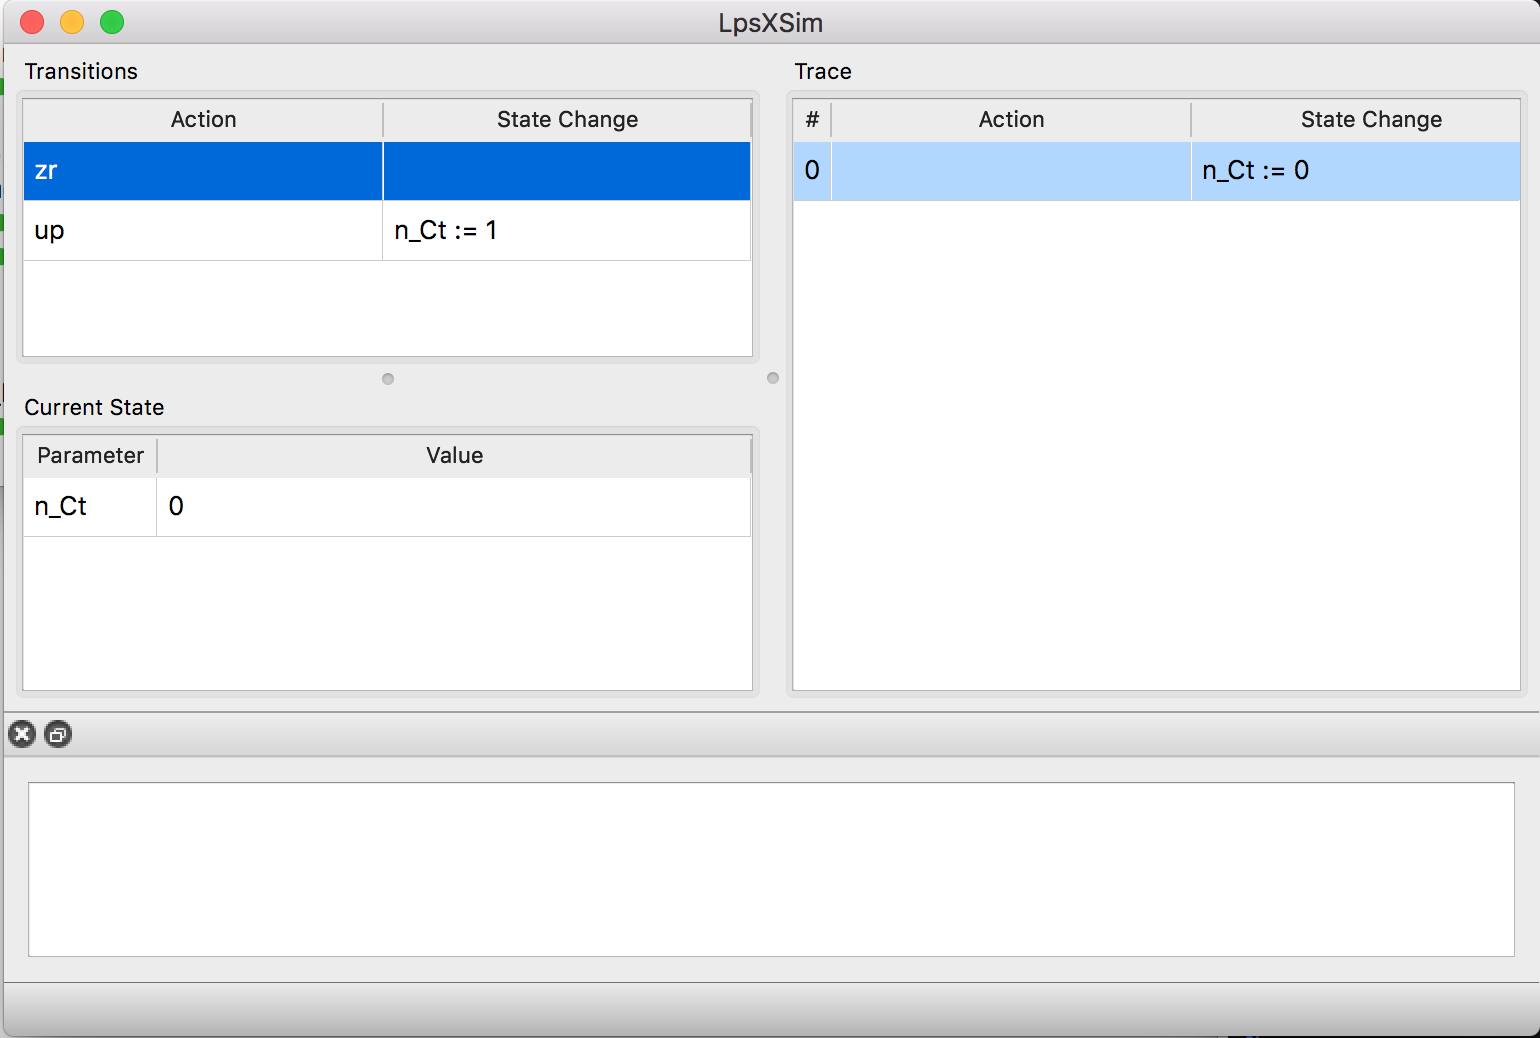 LpsXSim
Transitions
Action State Change
zr
up n_Ct := 1
Current State
Parameter Value
n_Ct 0
Trace
# Action State Change
0 n_Ct := 0